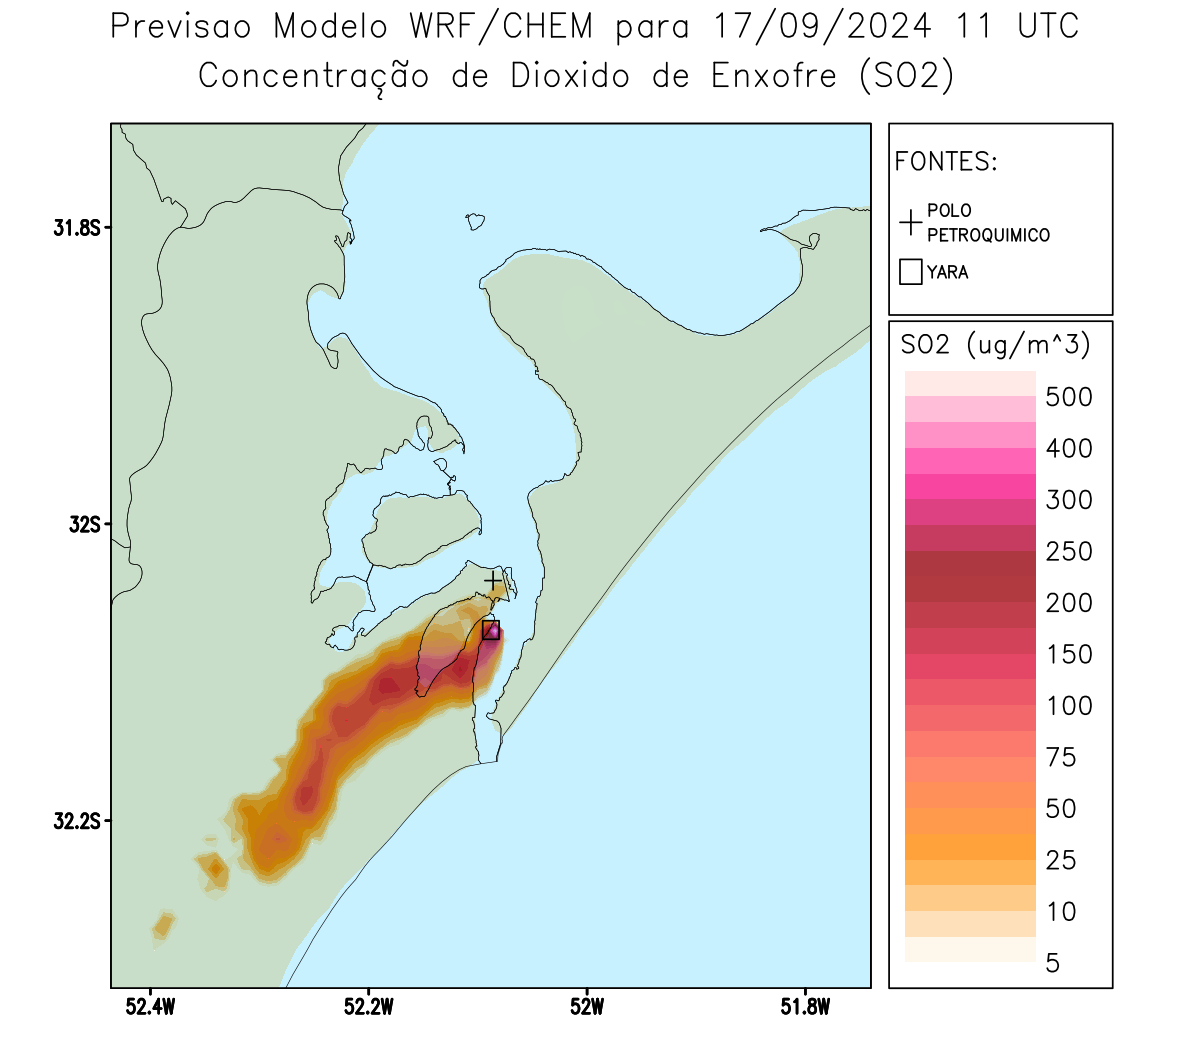 Previsao Modelo WRF/CHEM para 17/09/2024 11 UTC
Concentração de Dioxido de Enxofre (SO2)
FONTES:
POLO
PETROQUIMICO
YARA
SO2 (ug/m^3)
500
400
300
250
200
150
100
75
50
25
10
5
31.8S
32S
32.2S
52.4W
52.2W
52W
51.8W